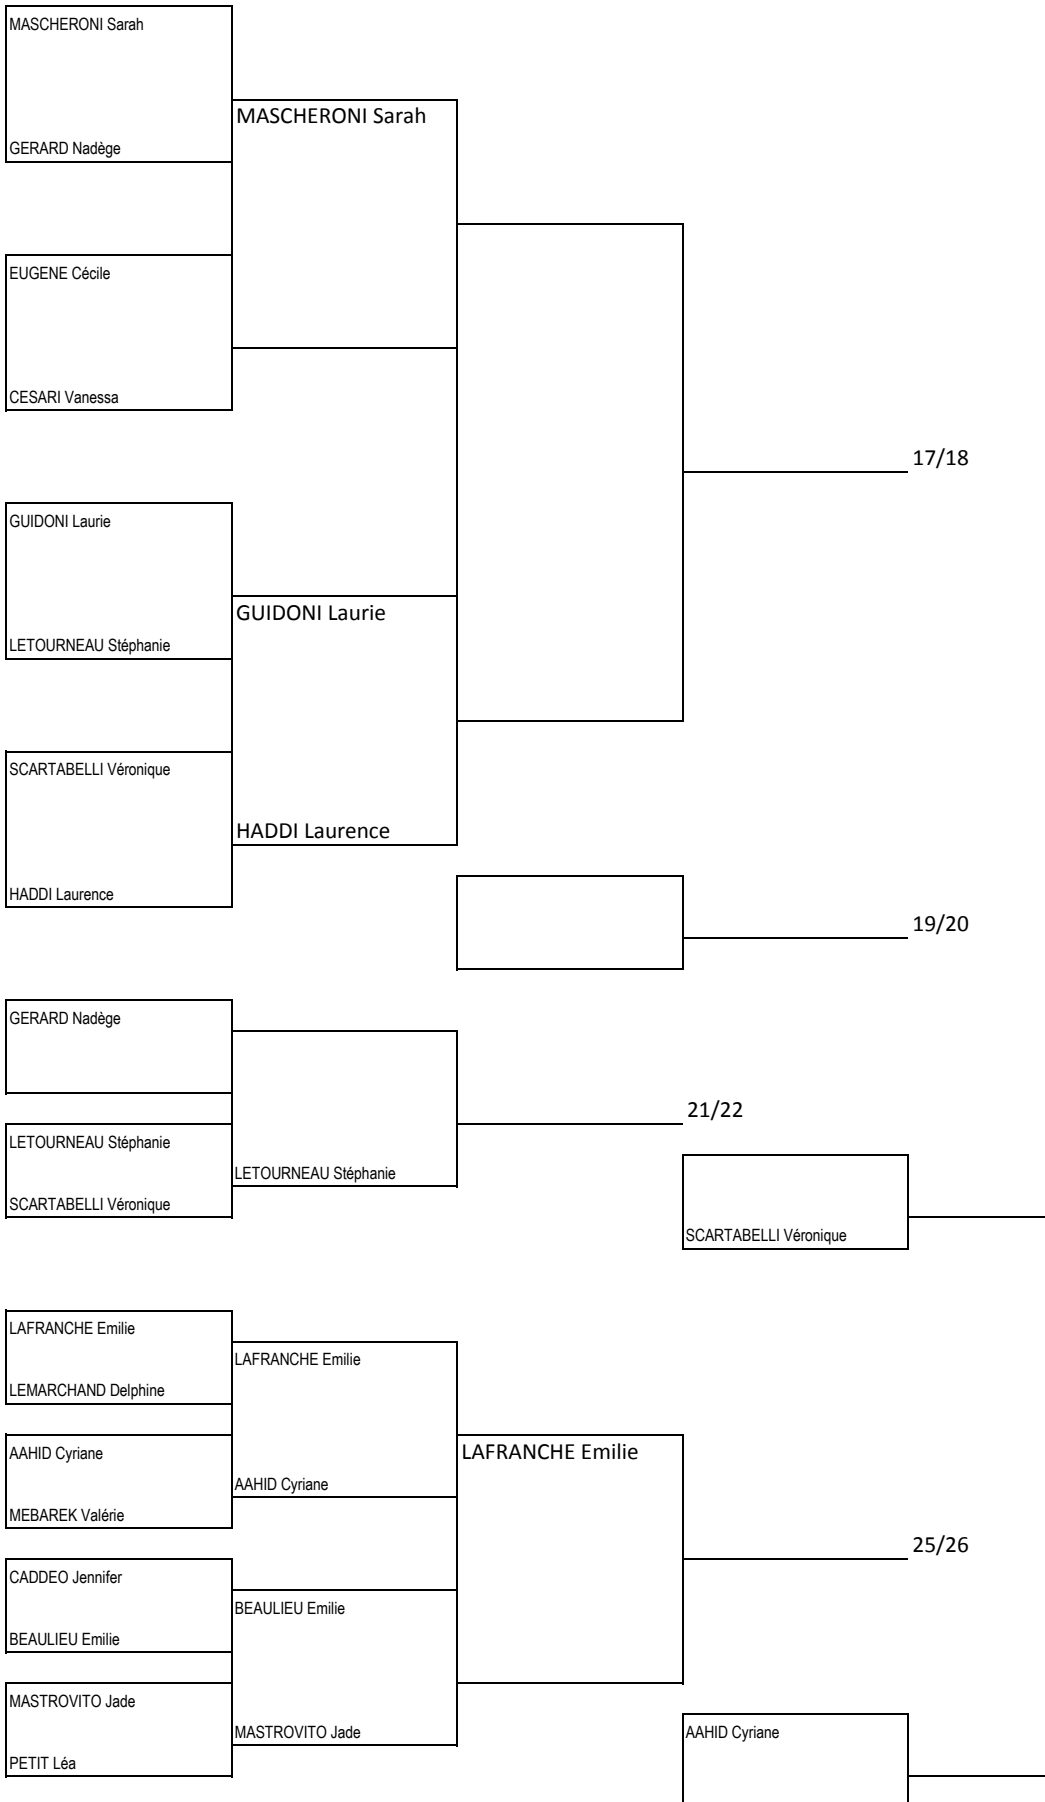 MASCHERONI Sarah
MASCHERONI Sarah
GERARD Nadège
EUGENE Cécile
CESARI Vanessa
17/18
GUIDONI Laurie
GUIDONI Laurie
LETOURNEAU Stéphanie
SCARTABELLI Véronique
HADDI Laurence
HADDI Laurence
19/20
GERARD Nadège
21/22
LETOURNEAU Stéphanie
LETOURNEAU Stéphanie
SCARTABELLI Véronique
SCARTABELLI Véronique
LAFRANCHE Emilie
LAFRANCHE Emilie
LEMARCHAND Delphine
AAHID Cyriane
LAFRANCHE Emilie
AAHID Cyriane
MEBAREK Valérie
25/26
CADDEO Jennifer
BEAULIEU Emilie
BEAULIEU Emilie
MASTROVITO Jade
MASTROVITO Jade
AAHID Cyriane
PETIT Léa